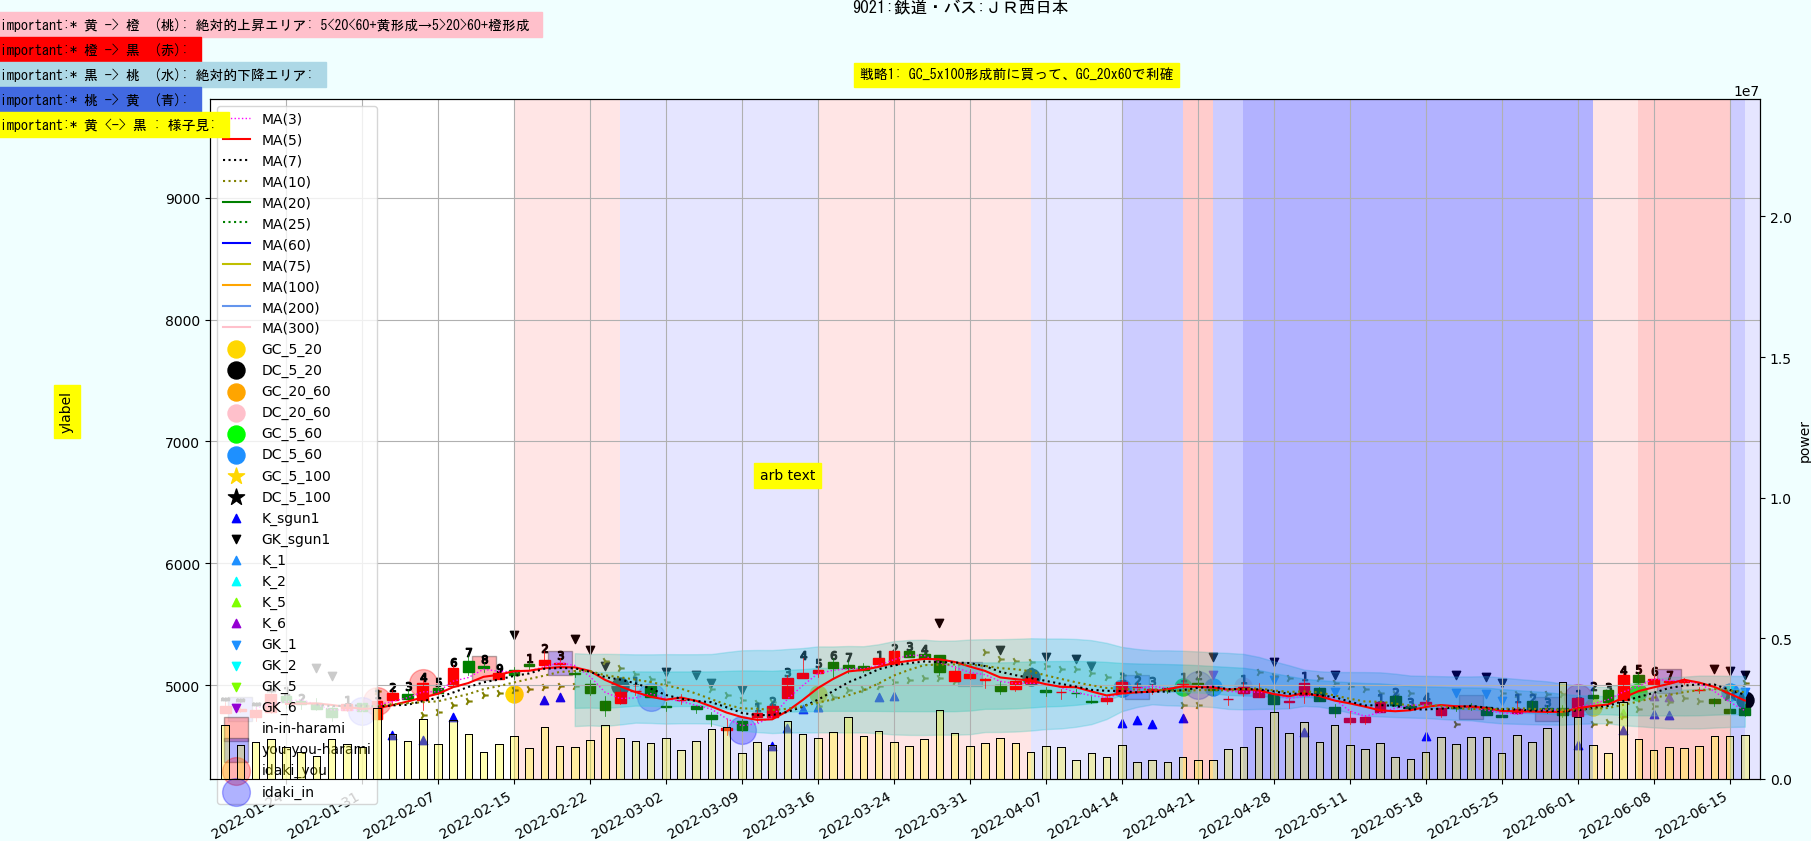 9021:鉄道・バス:ＪＲ西日本
important:* 黄 -> 橙 (桃): 絶対的上昇エリア: 5<20<60+黄形成→5>20>60+橙形成
important:* 橙 -> 黒 (赤):
important:* 黒 -> 桃 (水): 絶対的下降エリア:
戦略1: GC_5x100形成前に買って、GC_20x60で利確
important:* 桃 -> 黄 (青):
important:* 黄 <-> 黒 : 様子見:
1e7
MA(3)
MA(5)
MA(7)
MA(10)
MA(20)
MA(25)
MA(60)
MA(75)
MA(100)
MA(200)
MA(300)
GC_5_20
DC_5_20
GC_20_60
DC_20_60
GC_5_60
DC_5_60
GC_5_100
DC_5_100
K_sgun1
GK_sgun1
K_1
K_2
K_5
K_6
GK_1
GK_2
GK_5
GK_6
in-in-harami
you-you-harami
idaki_you
idaki_in
9000
8000
7000
6000
5000
ylabel
arb text
2.0
1.5
1.0
0.5
0.0
power
2022-01-24
2022-01-31
2022-02-07
2022-02-15
2022-02-22
2022-03-02
2022-03-09
2022-03-16
2022-03-24
2022-03-31
2022-04-07
2022-04-14
2022-04-21
2022-04-28
2022-05-11
2022-05-18
2022-05-25
2022-06-01
2022-06-08
2022-06-15